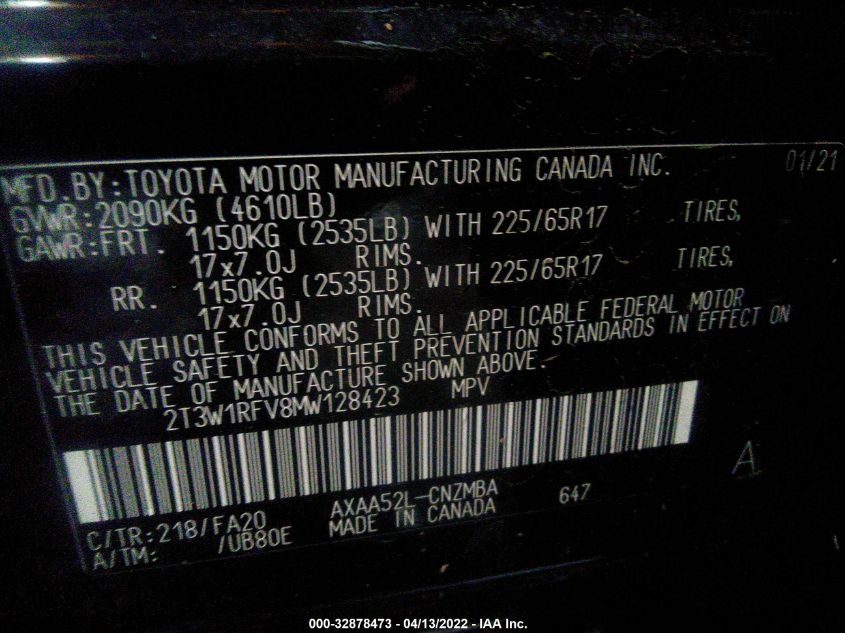 MFD.BY:TOYOTA MOTOR MANUFACTURING CANADA INC. 01/21
GVWR:2090KG (4610LB)
GAWR:FRT. 1150KG (2535LB) WITH 225/65R17 TIRES,
17x7.0J RIMS.
RR. 1150KG (2535LB) WITH 225/65R17 TIRES,
17x7.0J RIMS.
THIS VEHICLE CONFORMS TO ALL APPLICABLE FEDERAL MOTOR
VEHICLE SAFETY AND THEFT PREVENTION STANDARDS IN EFFECT ON
THE DATE OF MANUFACTURE SHOWN ABOVE.
2T3W1RFV8MW128423 MPV
A
C/TR:218/FA20 AXAA52L-CNZMBA 647
A/TM: /UB80E MADE IN CANADA
000-32878473 - 04/13/2022 - IAA Inc.